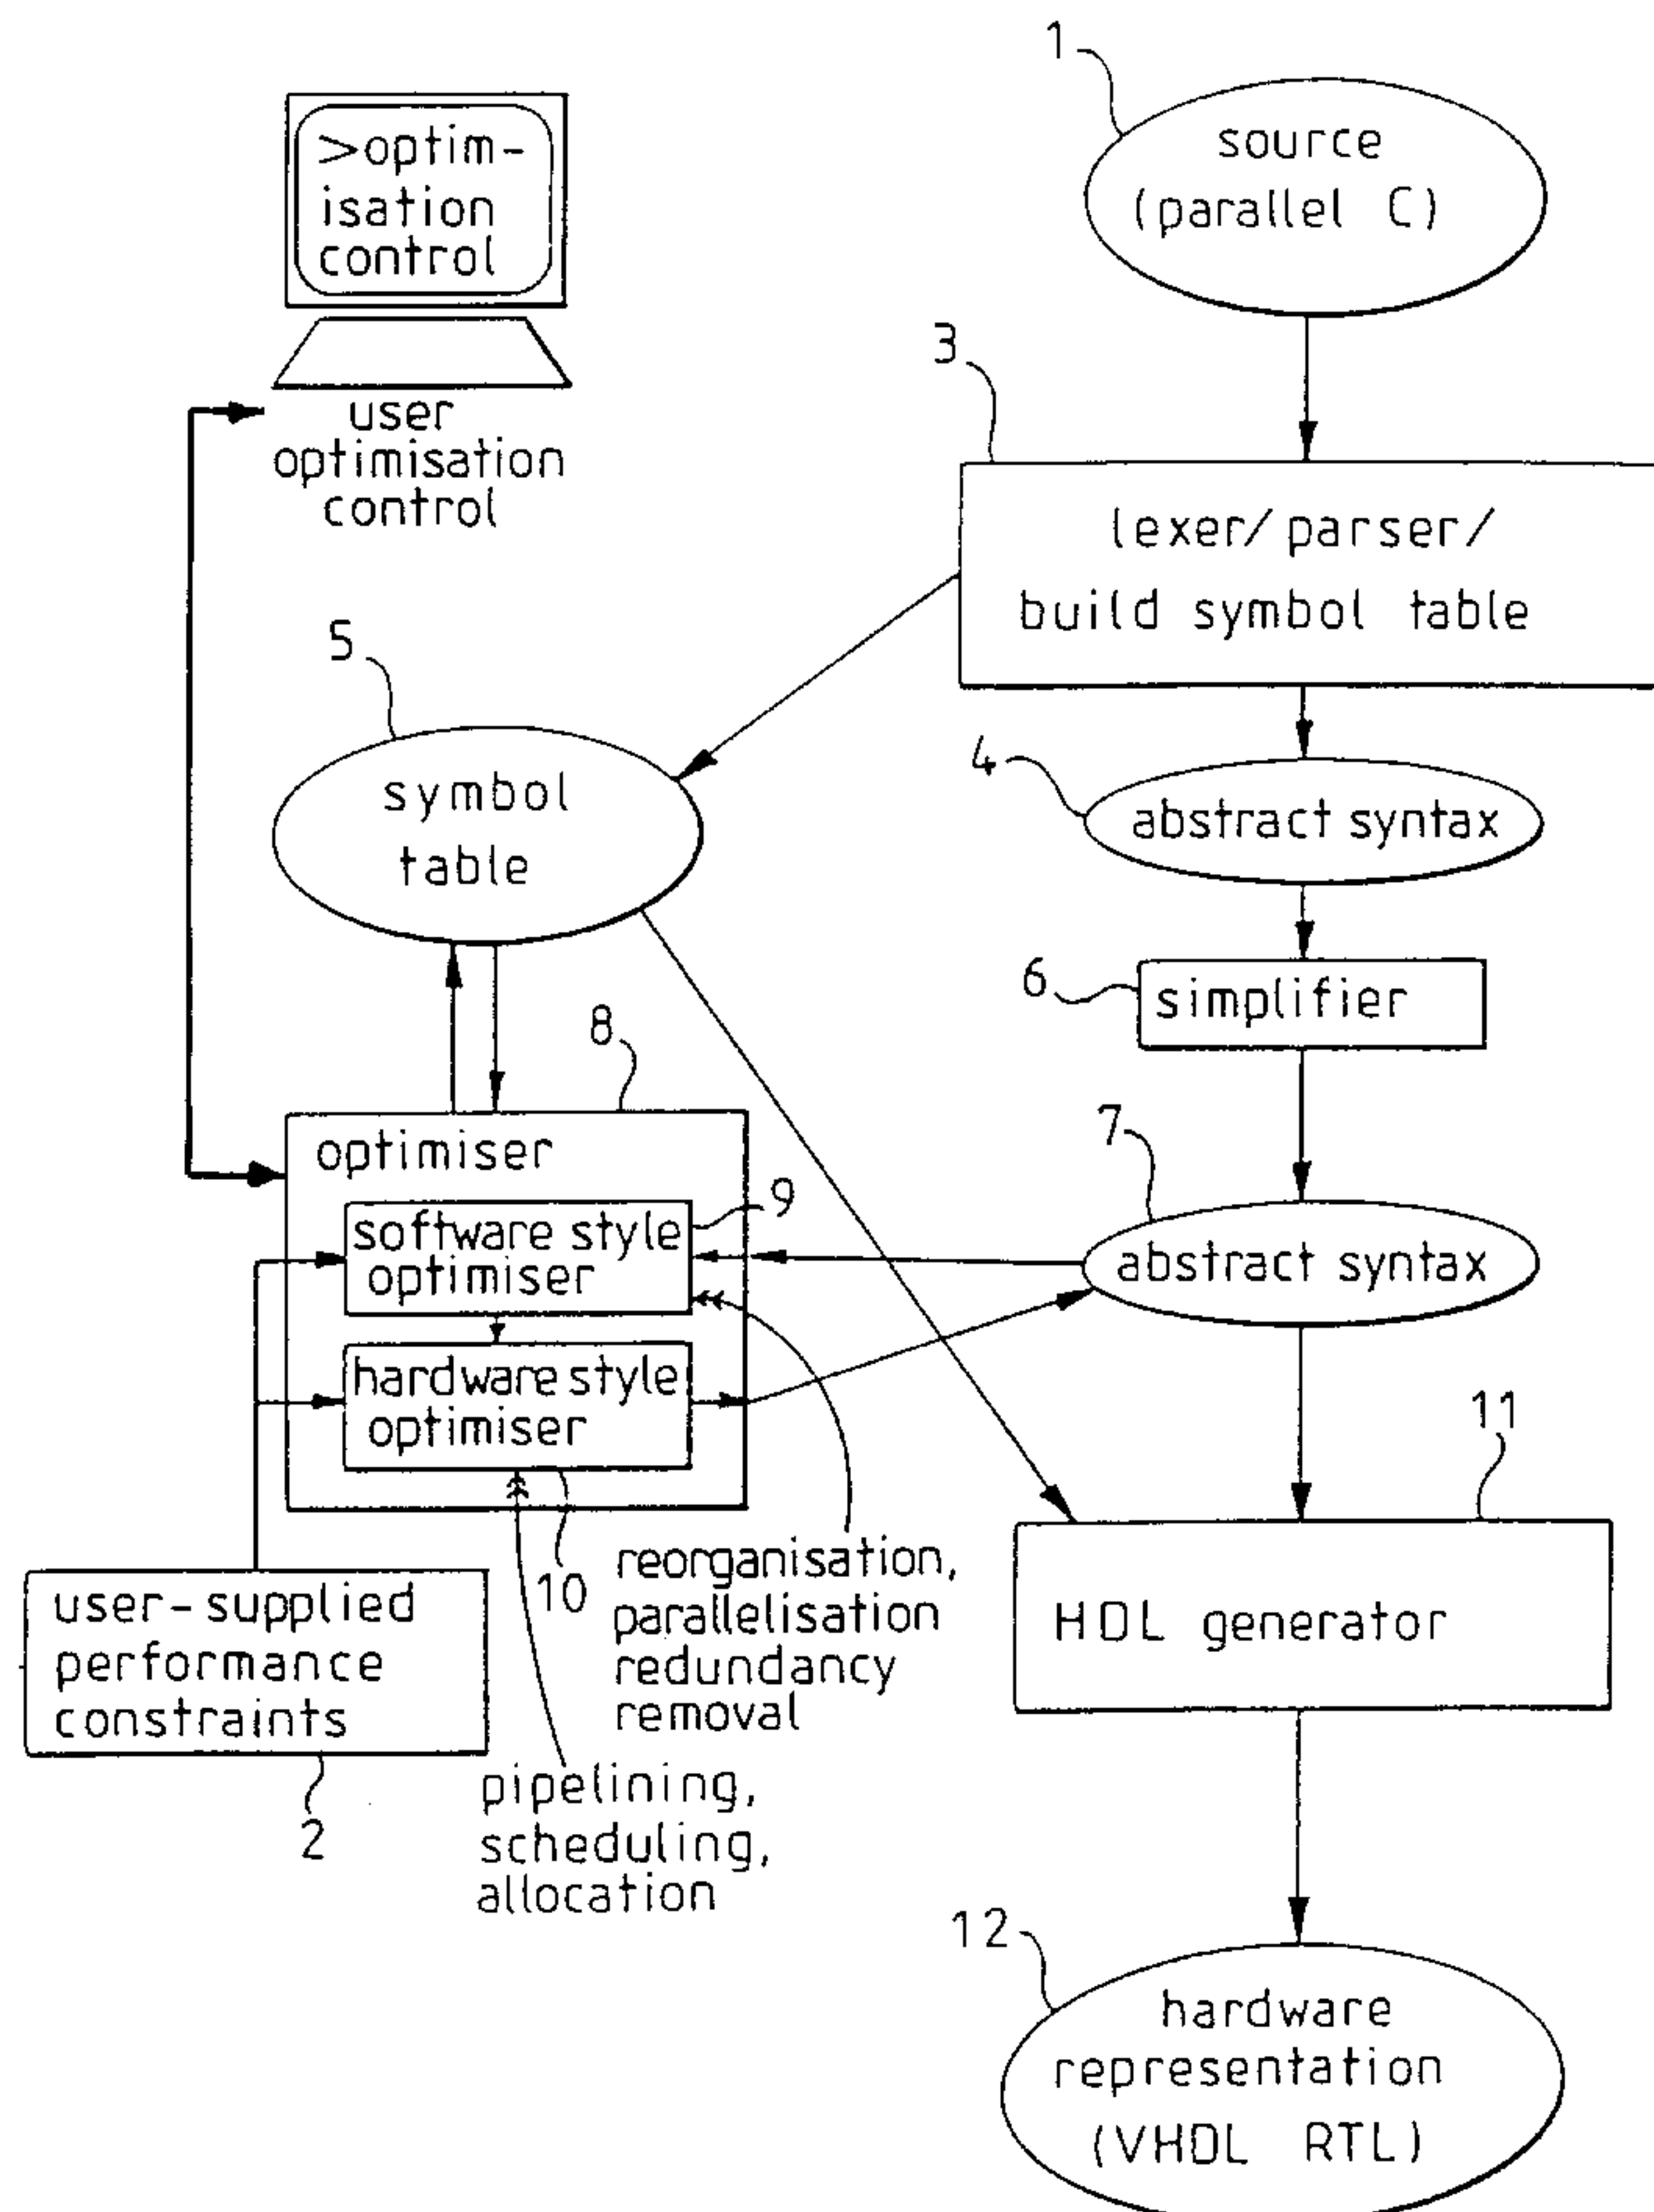 1
source
(parallel C)
>optim-
isation
control
user
optimisation
control
3
lexer/parser/
build symbol table
5
symbol
table
4
abstract syntax
6
simplifier
8
optimiser
7
abstract syntax
9
software style
optimiser
hardware style
optimiser
10
reorganisation,
parallelisation
redundancy
removal
11
HDL generator
user-supplied
performance
constraints
2
pipelining,
scheduling,
allocation
12
hardware
representation
(VHDL RTL)